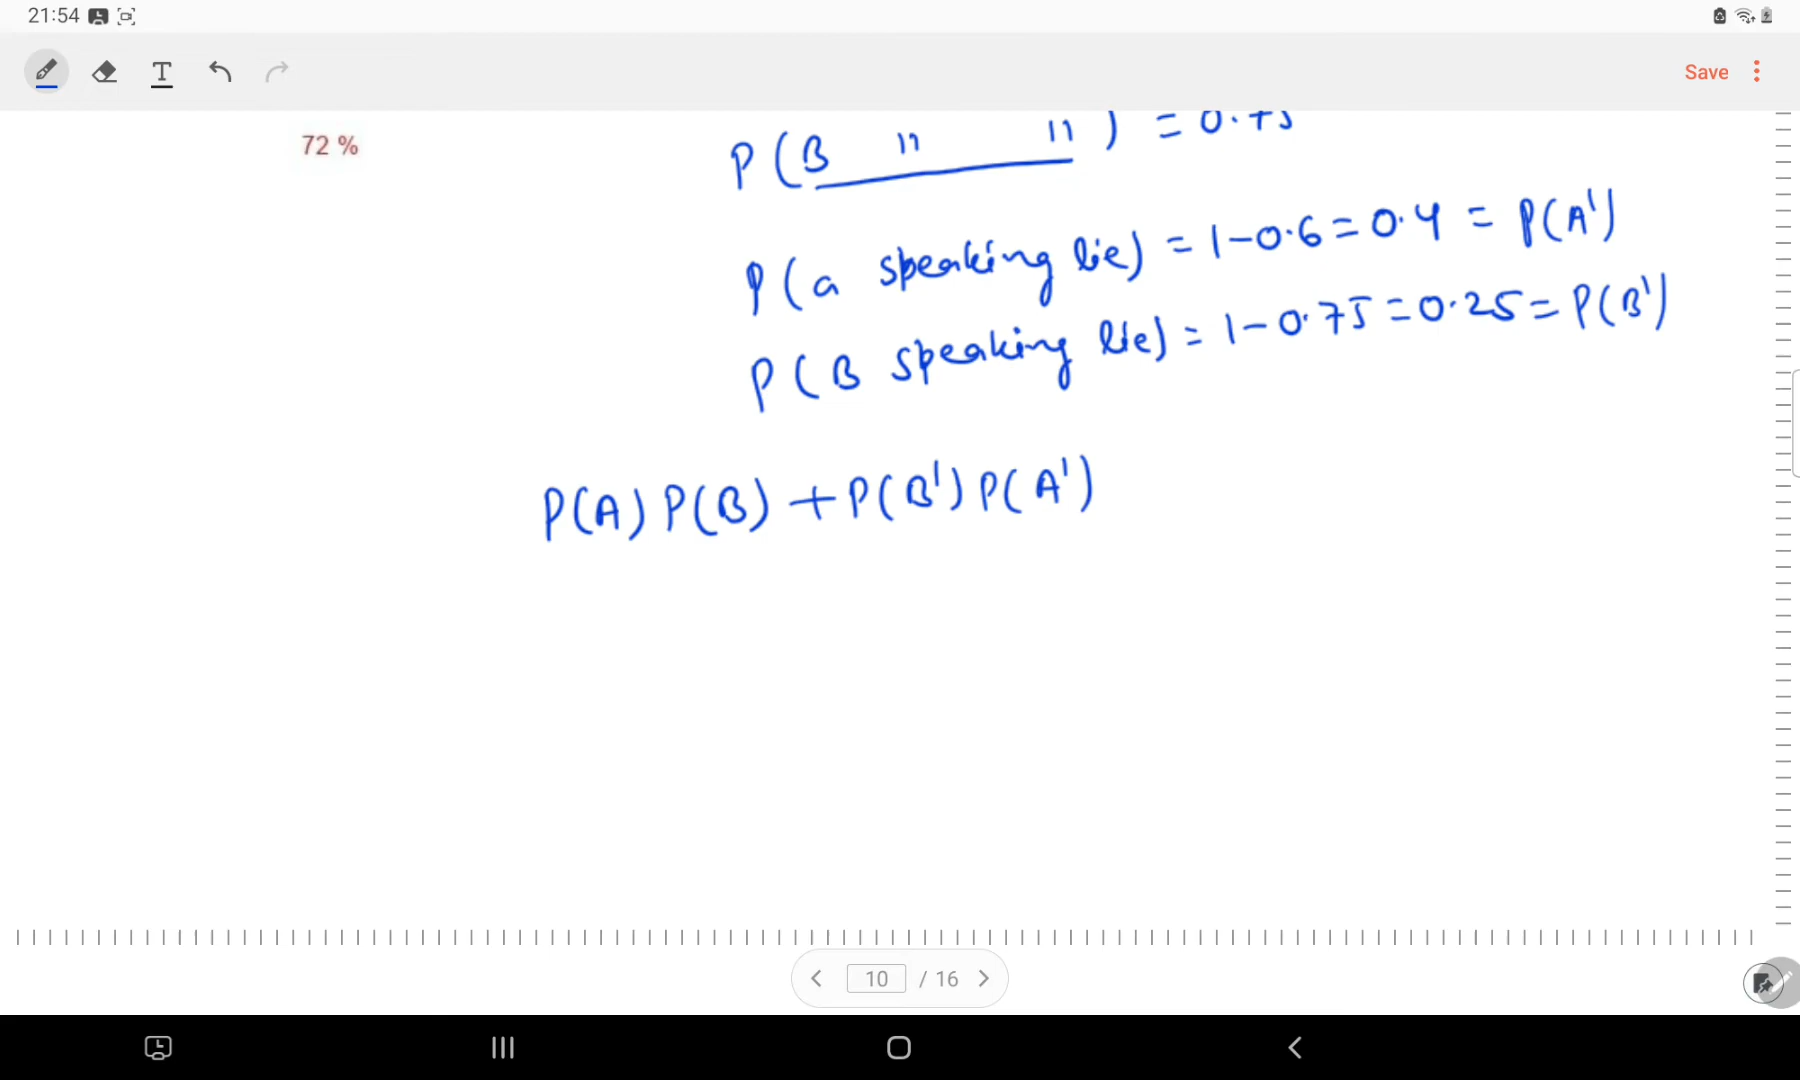 21:54
Save
72 %
P(B " ") = 0.75
P(a speaking lie) = 1-0.6 = 0.4 = P(A')
P(B speaking lie) = 1-0.75 = 0.25 = P(B')
P(A) P(B) + P(B') P(A')
10 / 16